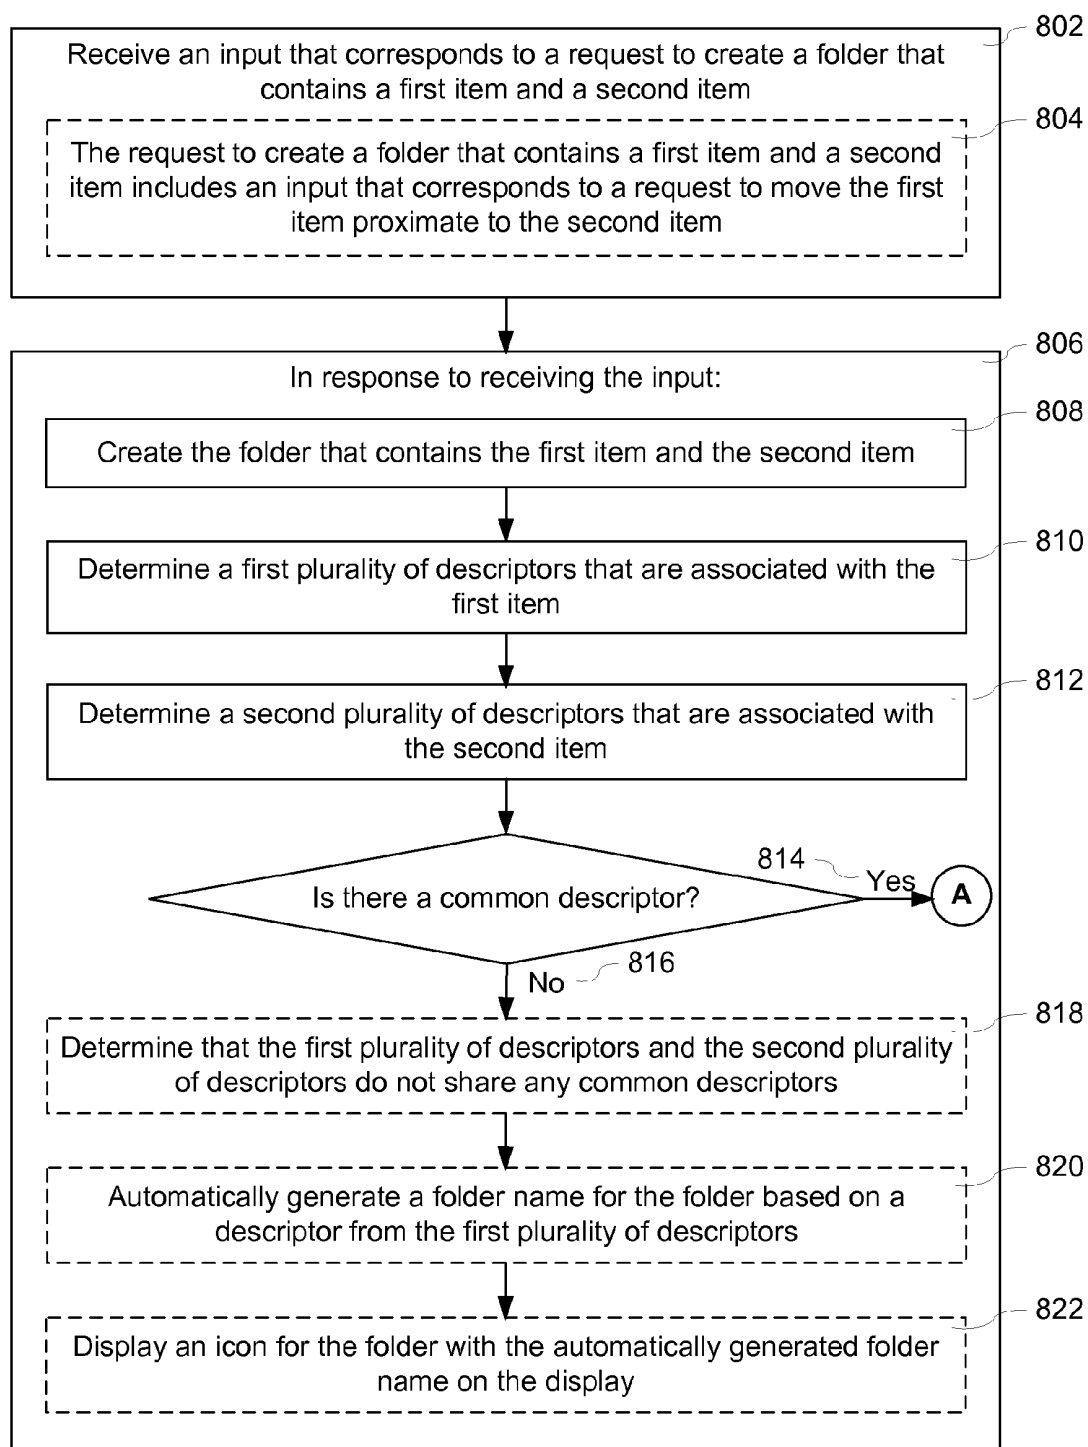 802
Receive an input that corresponds to a request to create a folder that
contains a first item and a second item
804
The request to create a folder that contains a first item and a second
item includes an input that corresponds to a request to move the first
item proximate to the second item
806
In response to receiving the input:
808
Create the folder that contains the first item and the second item
810
Determine a first plurality of descriptors that are associated with the
first item
812
Determine a second plurality of descriptors that are associated with
the second item
814
Yes
A
Is there a common descriptor?
816
No
818
Determine that the first plurality of descriptors and the second plurality
of descriptors do not share any common descriptors
820
Automatically generate a folder name for the folder based on a
descriptor from the first plurality of descriptors
822
Display an icon for the folder with the automatically generated folder
name on the display